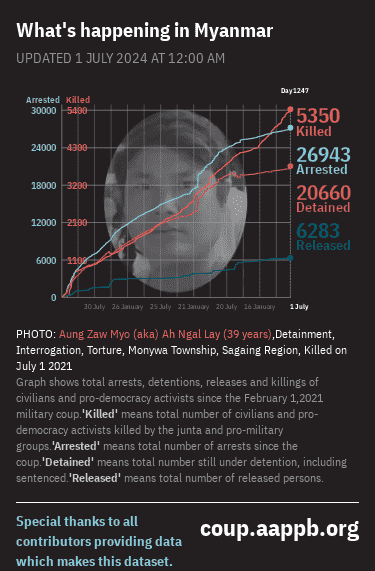 What's happening in Myanmar
UPDATED 1 JULY 2024 AT 12:00 AM
Day1247
Arrested Killed
30000 5400
24000 4300
18000 3200
12000 2100
6000 1100
0
5350
Killed
26943
Arrested
20660
Detained
6283
Released
30 July 26 January 25 July 21 January 20 July 16 January 1 July
PHOTO: Aung Zaw Myo (aka) Ah Ngal Lay (39 years),Detainment,
Interrogation, Torture, Monywa Township, Sagaing Region, Killed on
July 1 2021
Graph shows total arrests, detentions, releases and killings of
civilians and pro-democracy activists since the February 1,2021
military coup.'Killed' means total number of civilians and pro-
democracy activists killed by the junta and pro-military
groups.'Arrested' means total number of arrests since the
coup.'Detained' means total number still under detention, including
sentenced.'Released' means total number of released persons.
Special thanks to all
contributors providing data
which makes this dataset.
coup.aappb.org